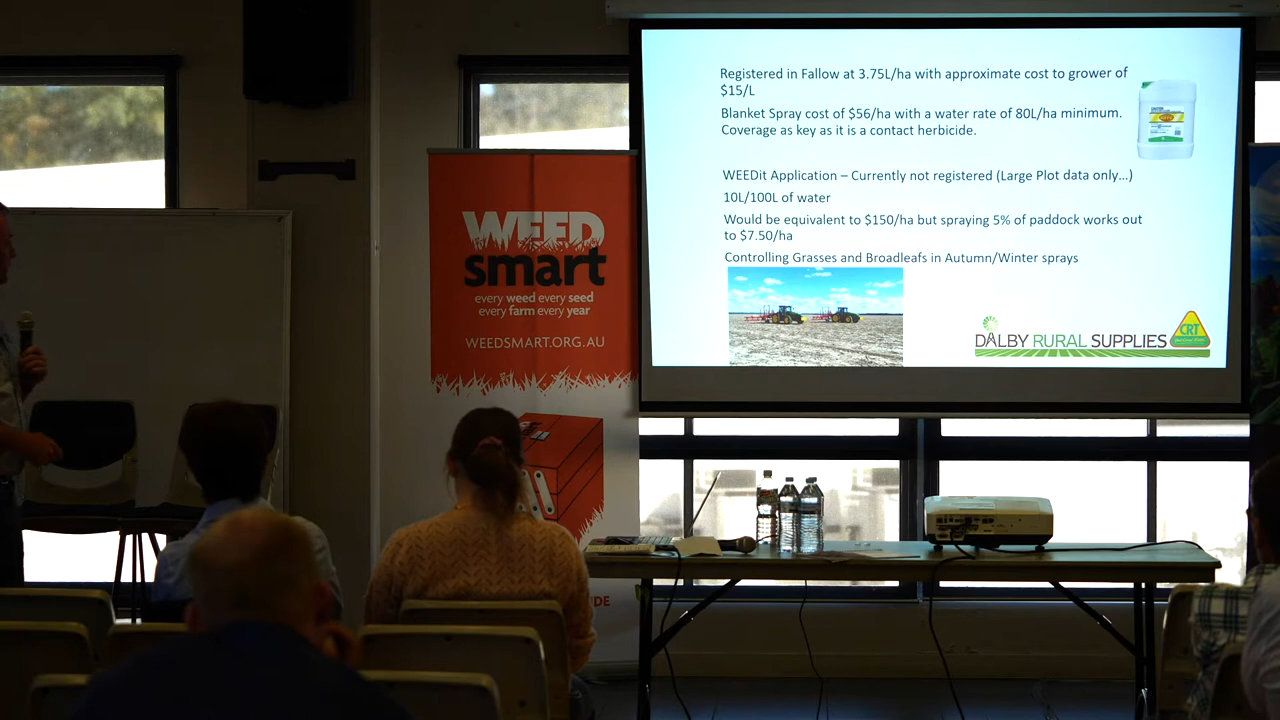 Registered in Fallow at 3.75L/ha with approximate cost to grower of
$15/L
Blanket Spray cost of $56/ha with a water rate of 80L/ha minimum.
Coverage as key as it is a contact herbicide.
WEEDit Application – Currently not registered (Large Plot data only...)
10L/100L of water
Would be equivalent to $150/ha but spraying 5% of paddock works out
to $7.50/ha
Controlling Grasses and Broadleafs in Autumn/Winter sprays
DALBY RURAL SUPPLIES
CRT
WEED
smart
every weed every seed
every farm every year
WEEDSMART.ORG.AU